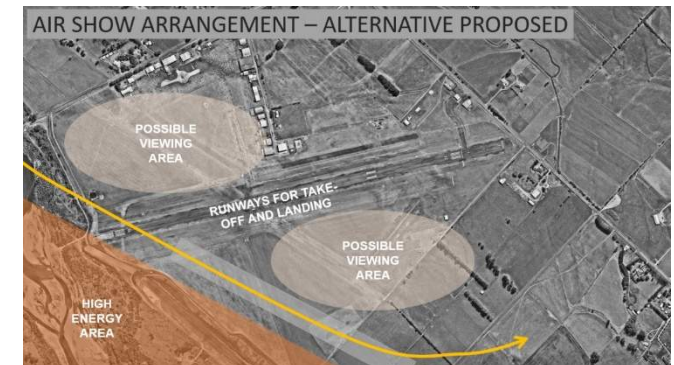 AIR SHOW ARRANGEMENT – ALTERNATIVE PROPOSED
POSSIBLE
VIEWING
AREA
RUNWAYS FOR TAKE-
OFF AND LANDING
POSSIBLE
VIEWING
AREA
HIGH
ENERGY
AREA